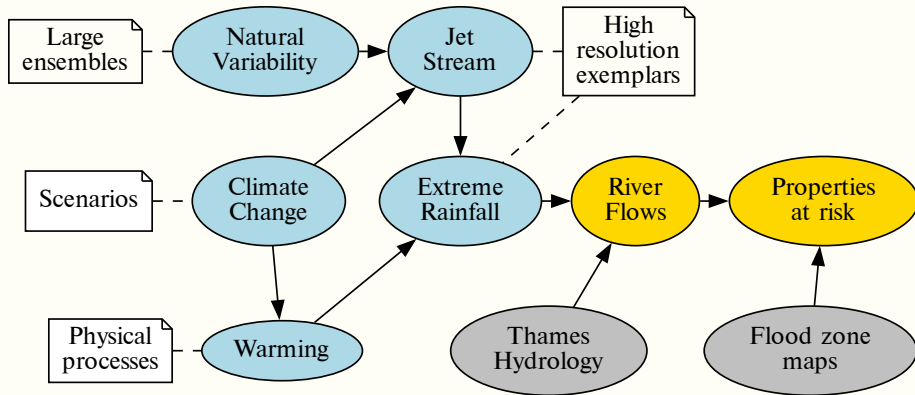 Large
ensembles
Natural
Variability
Jet
Stream
High
resolution
exemplars
Scenarios
Climate
Change
Extreme
Rainfall
River
Flows
Properties
at risk
Physical
processes
Warming
Thames
Hydrology
Flood zone
maps